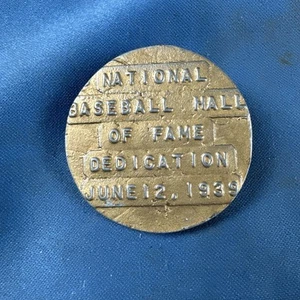 NATIONAL
BASEBALL HALL
OF FAME
DEDICATION
JUNE 12, 1939